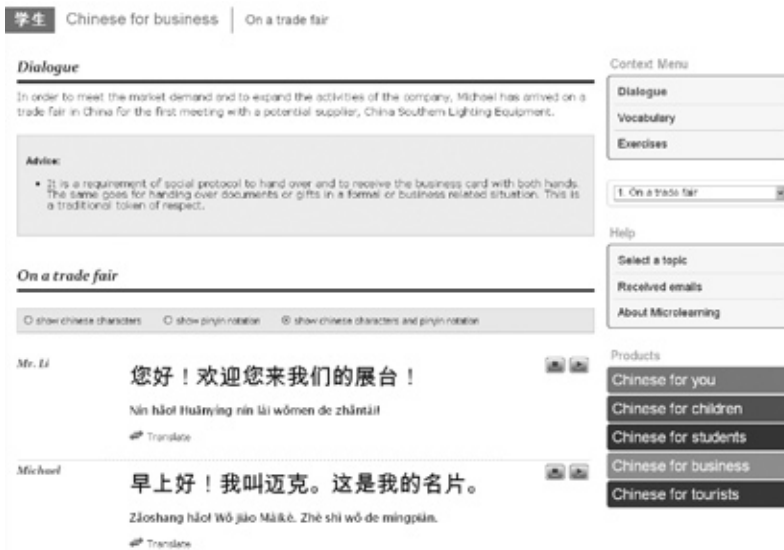 学生 Chinese for business On a trade fair
Dialogue
In order to meet the market demand and to expand the activities of the company, Michael has arrived on a
trade fair in China for the first meeting with a potential supplier, China Southern Lighting Equipment.
Advice:
• It is a requirement of social protocol to hand over and to receive the business card with both hands.
The same goes for handing over documents or gifts in a formal or business related situation. This is
a traditional token of respect.
On a trade fair
show chinese characters show pinyin notation show chinese characters and pinyin notation
Mr. Li
您好！欢迎您来我们的展台！
Nín hǎo! Huānyíng nín lái wǒmen de zhǎntái!
Translate
Michael
早上好！我叫迈克。这是我的名片。
Zǎoshang hǎo! Wǒ jiào Màikè. Zhè shì wǒ de míngpiàn.
Translate
Context Menu
Dialogue
Vocabulary
Exercises
1. On a trade fair
Help
Select a topic
Received emails
About Microlearning
Products
Chinese for you
Chinese for children
Chinese for students
Chinese for business
Chinese for tourists